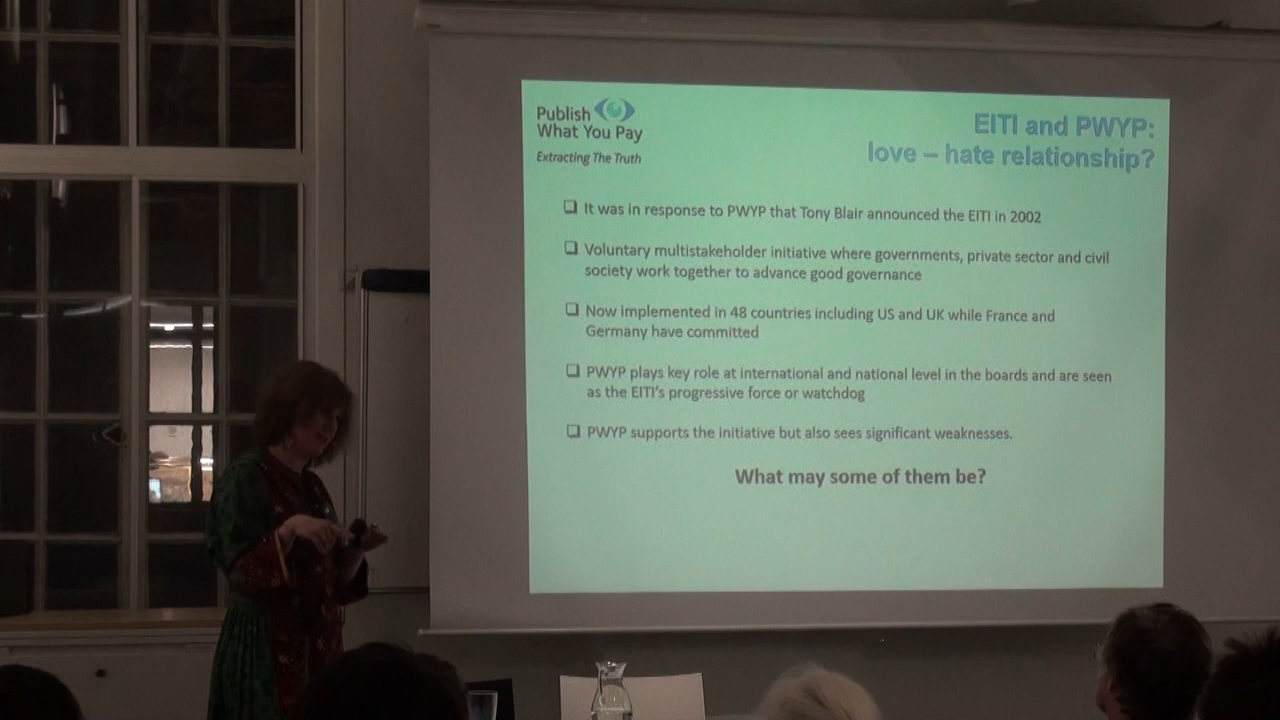 Publish
What You Pay
Extracting The Truth
EITI and PWYP:
love – hate relationship?
❑ It was in response to PWYP that Tony Blair announced the EITI in 2002
❑ Voluntary multistakeholder initiative where governments, private sector and civil
society work together to advance good governance
❑ Now implemented in 48 countries including US and UK while France and
Germany have committed
❑ PWYP plays key role at international and national level in the boards and are seen
as the EITI's progressive force or watchdog
❑ PWYP supports the initiative but also sees significant weaknesses.
What may some of them be?